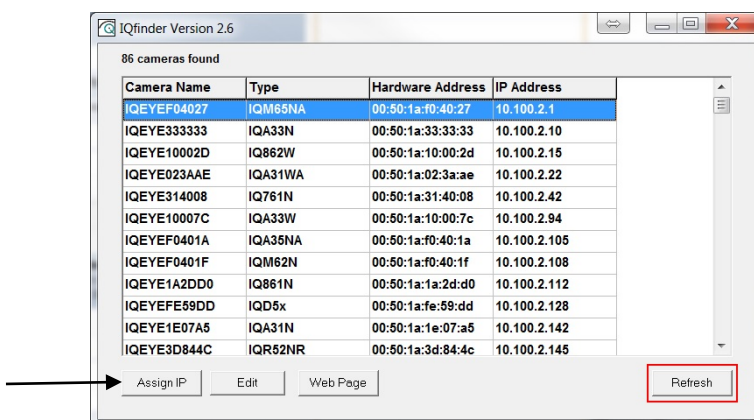 IQfinder Version 2.6
86 cameras found
Camera Name Type Hardware Address IP Address
IQEYEF04027 IQM65NA 00:50:1a:f0:40:27 10.100.2.1
IQEYE333333 IQA33N 00:50:1a:33:33:33 10.100.2.10
IQEYE10002D IQ862W 00:50:1a:10:00:2d 10.100.2.15
IQEYE023AAE IQA31WA 00:50:1a:02:3a:ae 10.100.2.22
IQEYE314008 IQ761N 00:50:1a:31:40:08 10.100.2.42
IQEYE10007C IQA33W 00:50:1a:10:00:7c 10.100.2.94
IQEYEF0401A IQA35NA 00:50:1a:f0:40:1a 10.100.2.105
IQEYEF0401F IQM62N 00:50:1a:f0:40:1f 10.100.2.108
IQEYE1A2DD0 IQ861N 00:50:1a:1a:2d:d0 10.100.2.112
IQEYEFE59DD IQD5x 00:50:1a:fe:59:dd 10.100.2.128
IQEYE1E07A5 IQA31N 00:50:1a:1e:07:a5 10.100.2.142
IQEYE3D844C IQR52NR 00:50:1a:3d:84:4c 10.100.2.145
Assign IP Edit Web Page Refresh